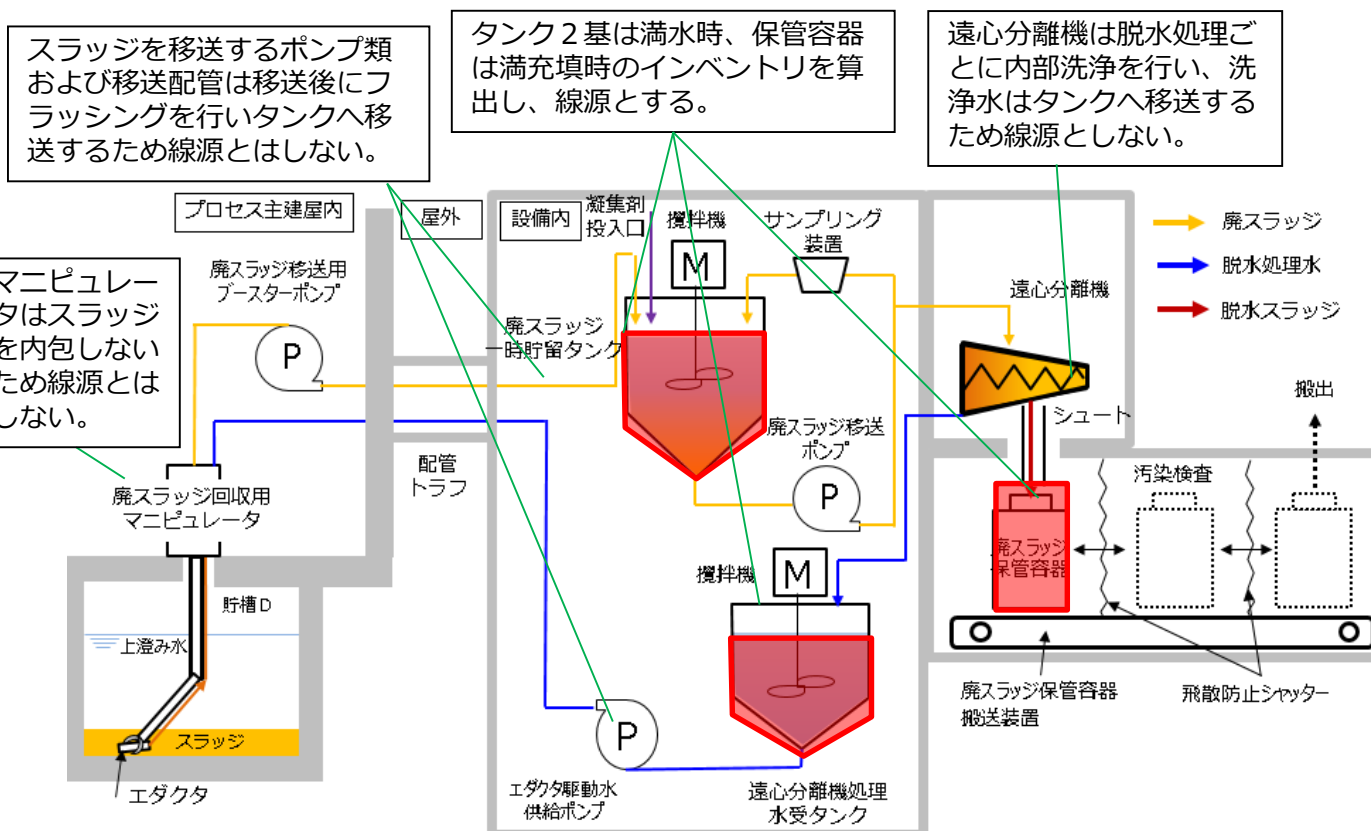 スラッジを移送するポンプ類
および移送配管は移送後にフ
ラッシングを行いタンクへ移
送するため線源とはしない。
タンク２基は満水時、保管容器
は満充填時のインベントリを算
出し、線源とする。
遠心分離機は脱水処理ご
とに内部洗浄を行い、洗
浄水はタンクへ移送する
ため線源としない。
プロセス主建屋内
屋外
設備内
凝集剤
投入口
攪拌機
サンプリング
装置
廃スラッジ
脱水処理水
脱水スラッジ
マニピュレー
タはスラッジ
を内包しない
ため線源とは
しない。
廃スラッジ移送用
ブースターポンプ
P
M
廃スラッジ
一時貯留タンク
遠心分離機
シュート
搬出
廃スラッジ移送
ポンプ
P
配管
トラフ
廃スラッジ回収用
マニピュレータ
汚染検査
廃スラッジ
保管容器
攪拌機
M
貯槽D
上澄み水
スラッジ
エダクタ
P
エダクタ駆動水
供給ポンプ
遠心分離機処理
水受タンク
廃スラッジ保管容器
搬送装置
飛散防止シャッター